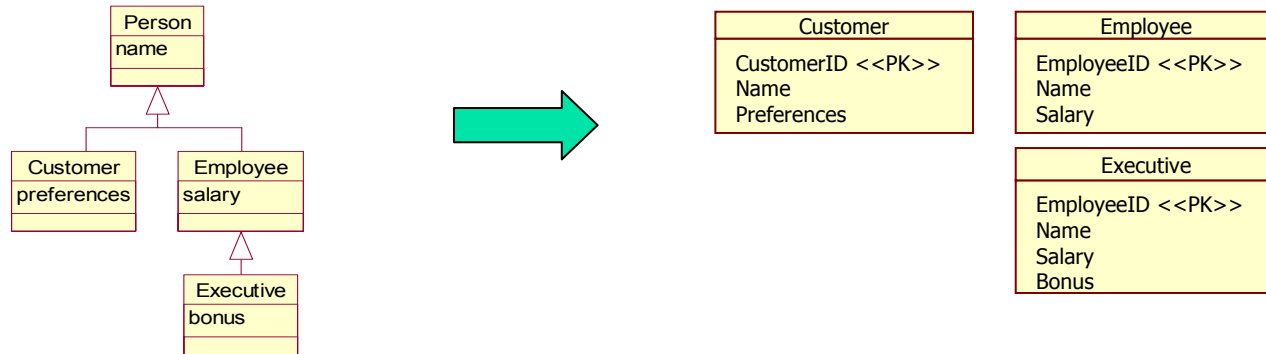 Person
name
Customer
preferences
Employee
salary
Executive
bonus
Customer
CustomerID <<PK>>
Name
Preferences
Employee
EmployeeID <<PK>>
Name
Salary
Executive
EmployeeID <<PK>>
Name
Salary
Bonus